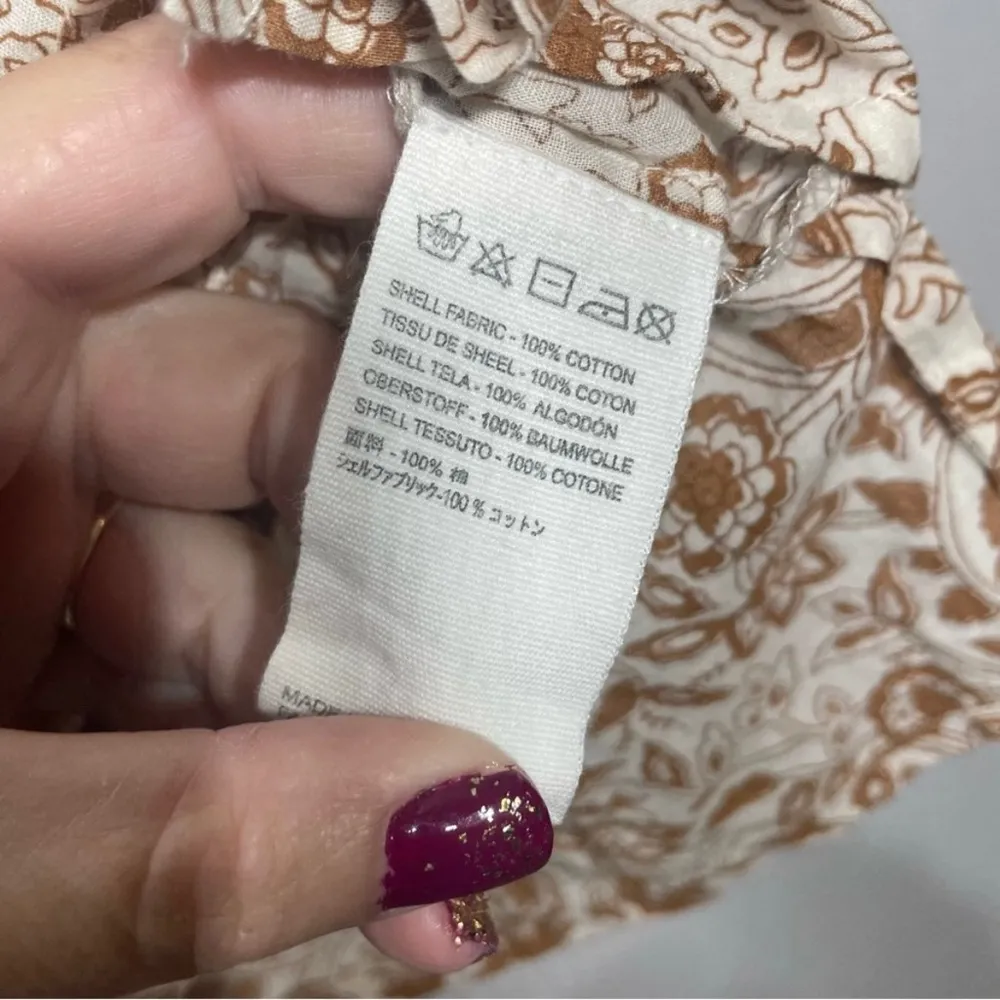 SHELL FABRIC - 100% COTTON
TISSU DE SHEEL - 100% COTON
SHELL TELA - 100% ALGODÓN
OBERSTOFF - 100% BAUMWOLLE
SHELL TESSUTO - 100% COTONE
面料 - 100% 棉
シェルファブリック-100% コットン
MADE